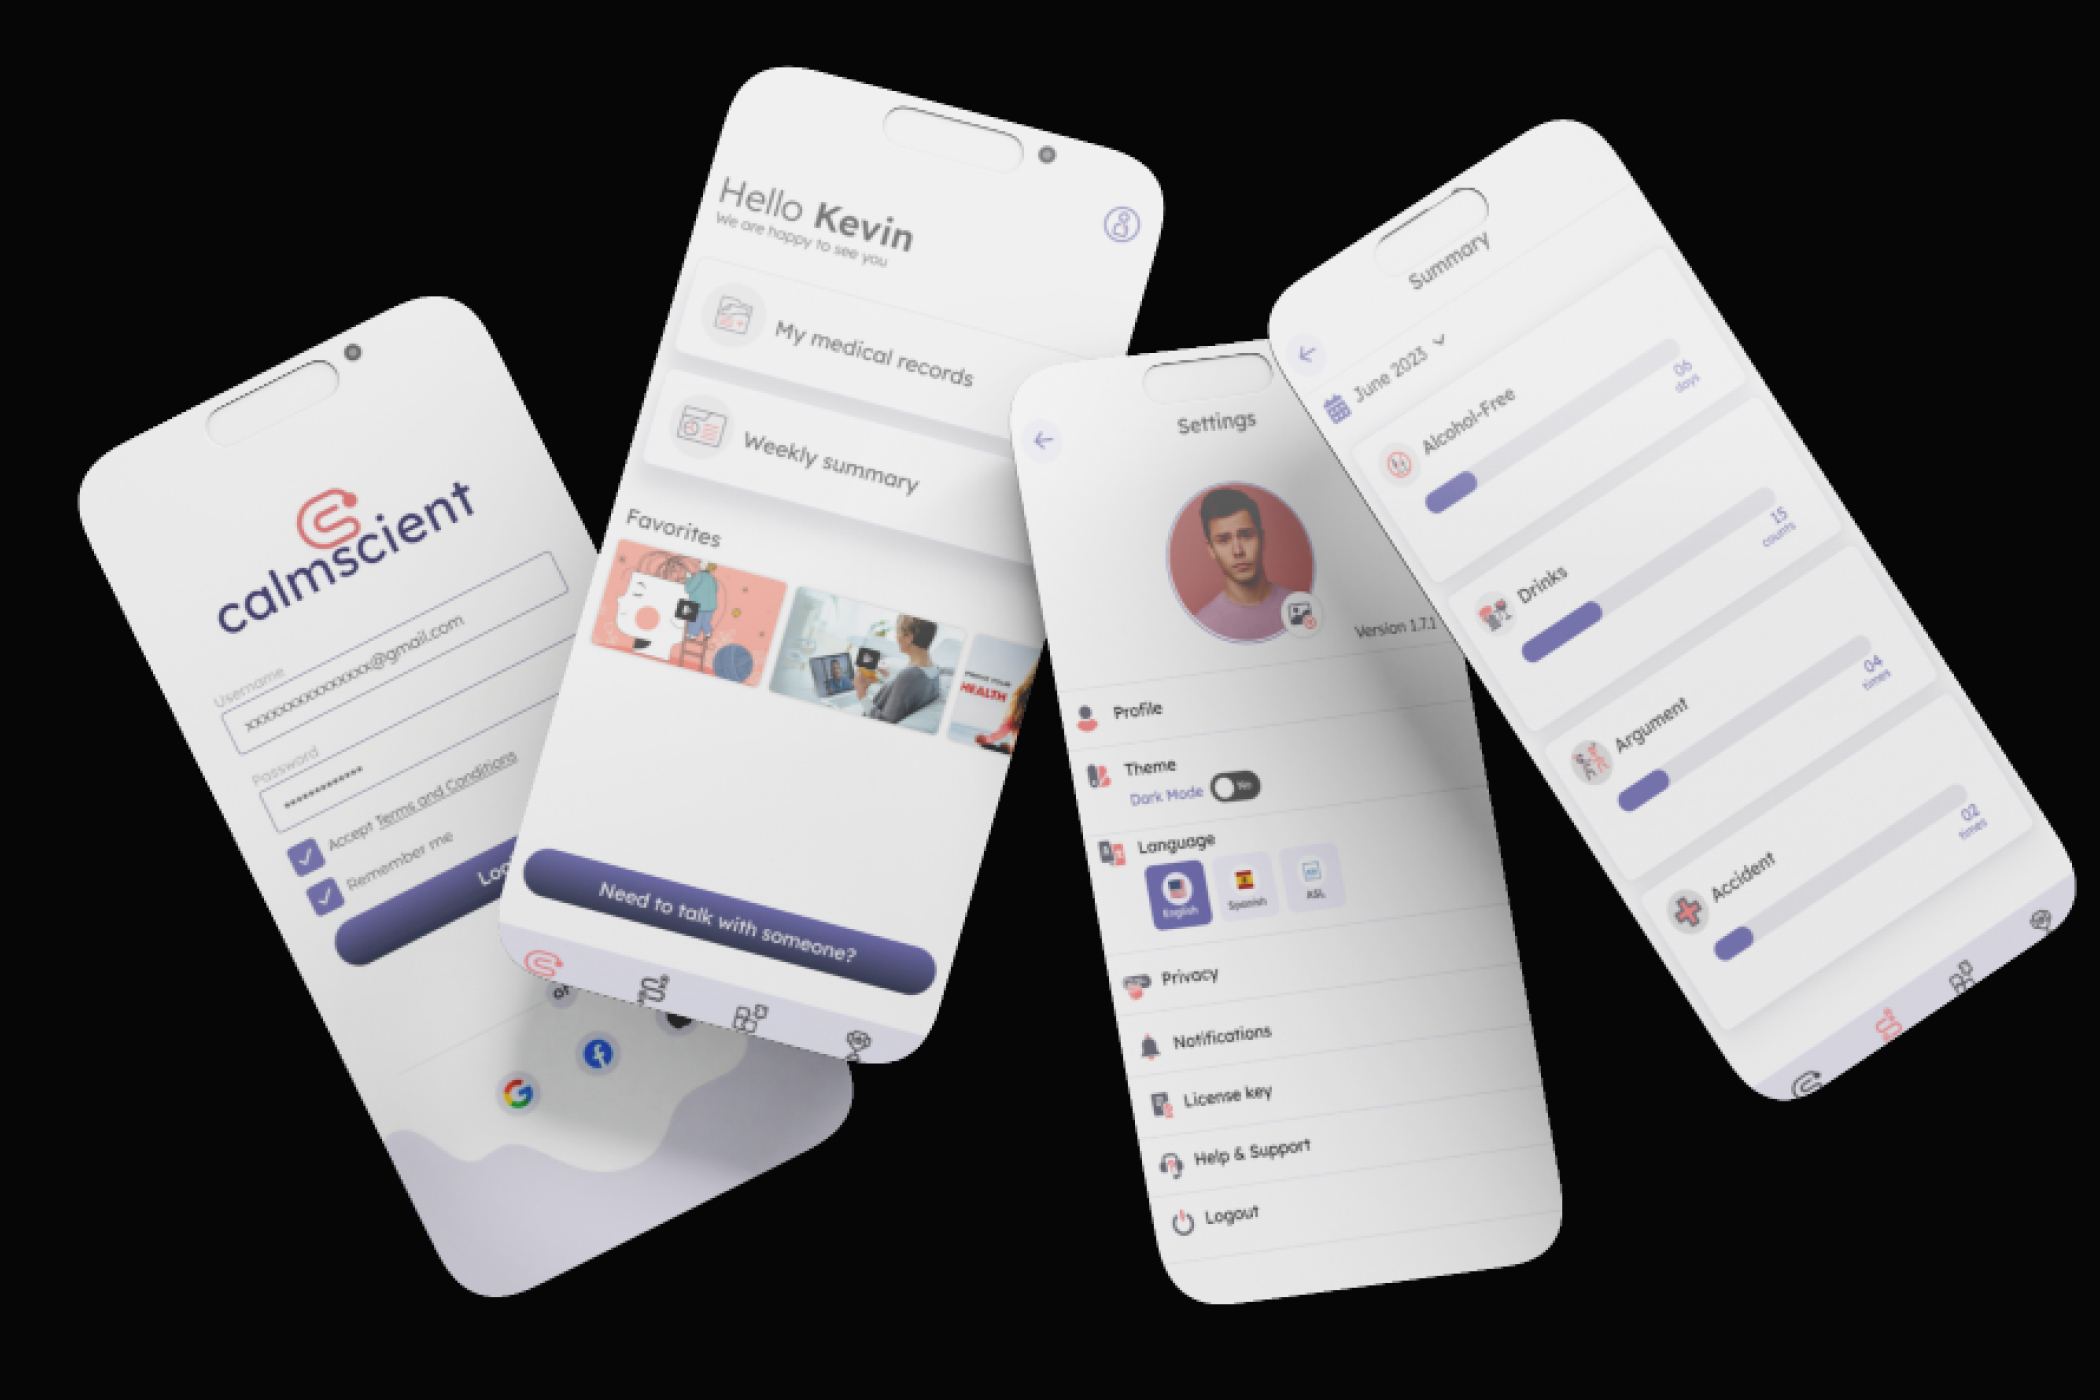 calmscient
Username
xxxxxxxxxxxxxx@gmail.com
Password
*************
Accept Terms and Conditions
Remember me
Hello Kevin
We are happy to see you
My medical records
Weekly summary
Favorites
HEALTH
Need to talk with someone?
Settings
Version 1.7.1
Profile
Theme
Dark Mode
No
Language
English
Spanish
ASL
Privacy
Notifications
License key
Help & Support
Logout
Summary
June 2023
Alcohol-Free
06
days
Drinks
15
counts
Argument
04
times
Accident
02
times